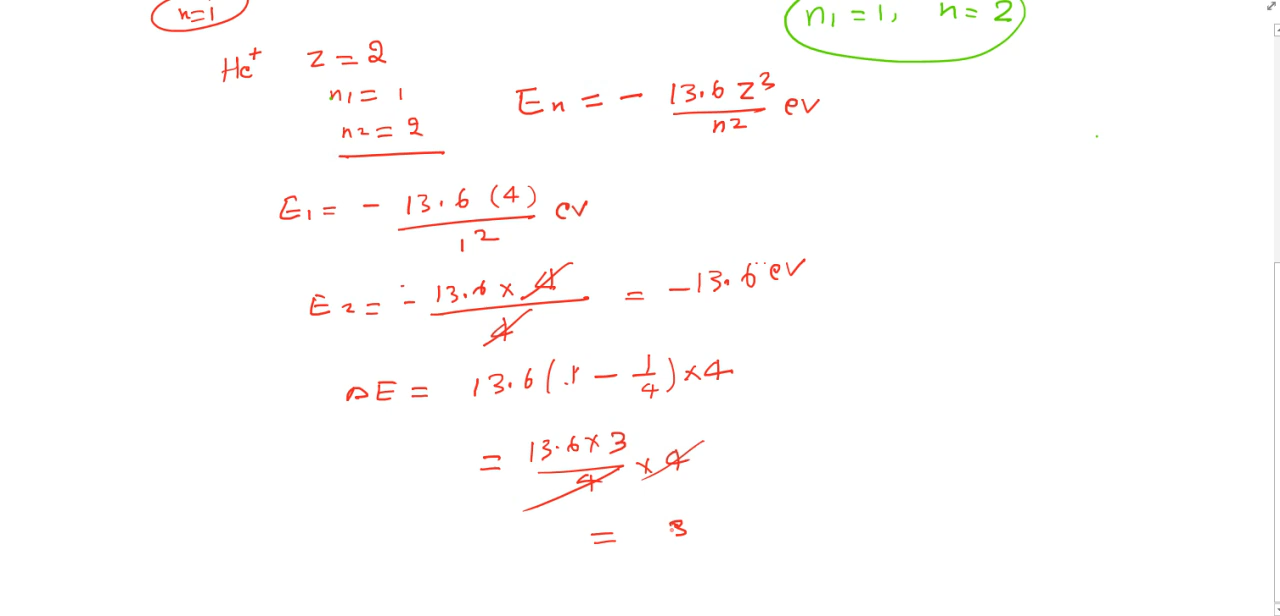 n=1
n₁ = 1, n = 2
He⁺ z = 2
n₁ = 1
n₂ = 2
Eₙ = - 13.6 Z³ / n² ev
E₁ = - 13.6 (4) / 1² ev
E₂ = - 13.6 × 4 / 4 = -13.6 ev
ΔE = 13.6 (1 - 1/4) × 4
= 13.6 × 3 / 4 × 4
= 3